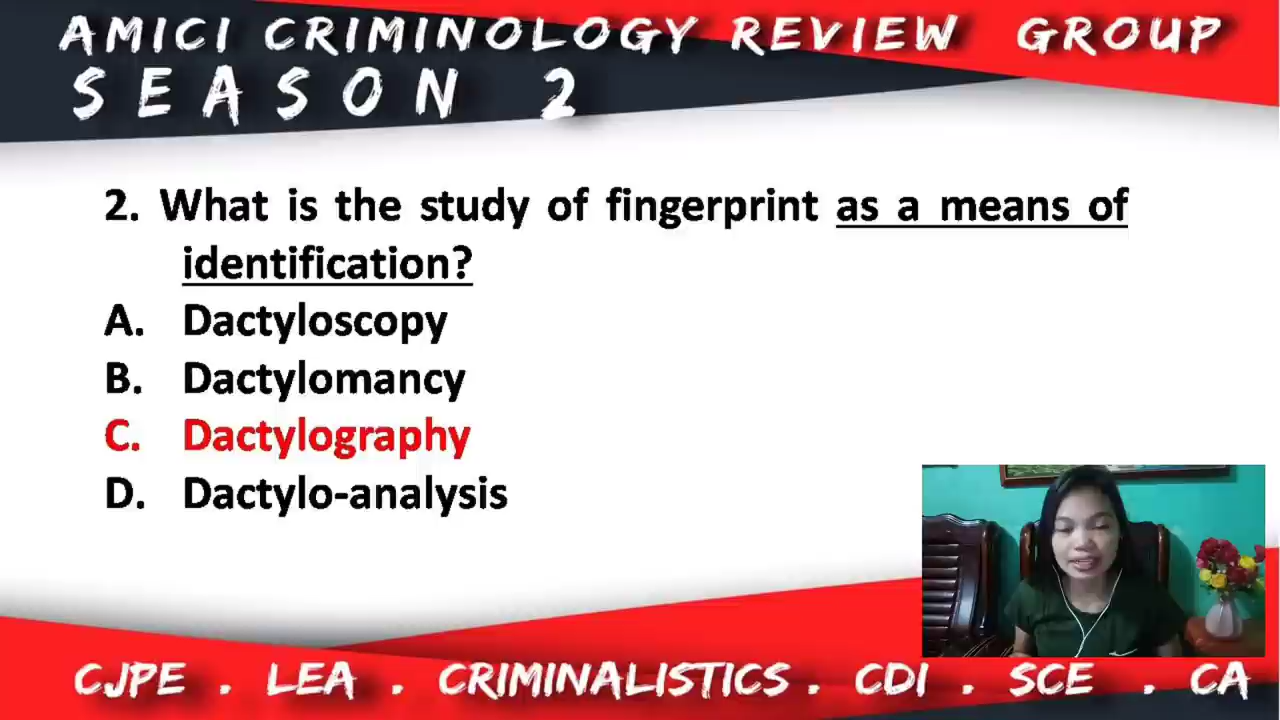 AMICI CRIMINOLOGY REVIEW GROUP
SEASON 2
2. What is the study of fingerprint as a means of
identification?
A. Dactyloscopy
B. Dactylomancy
C. Dactylography
D. Dactylo-analysis
CJPE . LEA . CRIMINALISTICS . CDI . SCE . CA